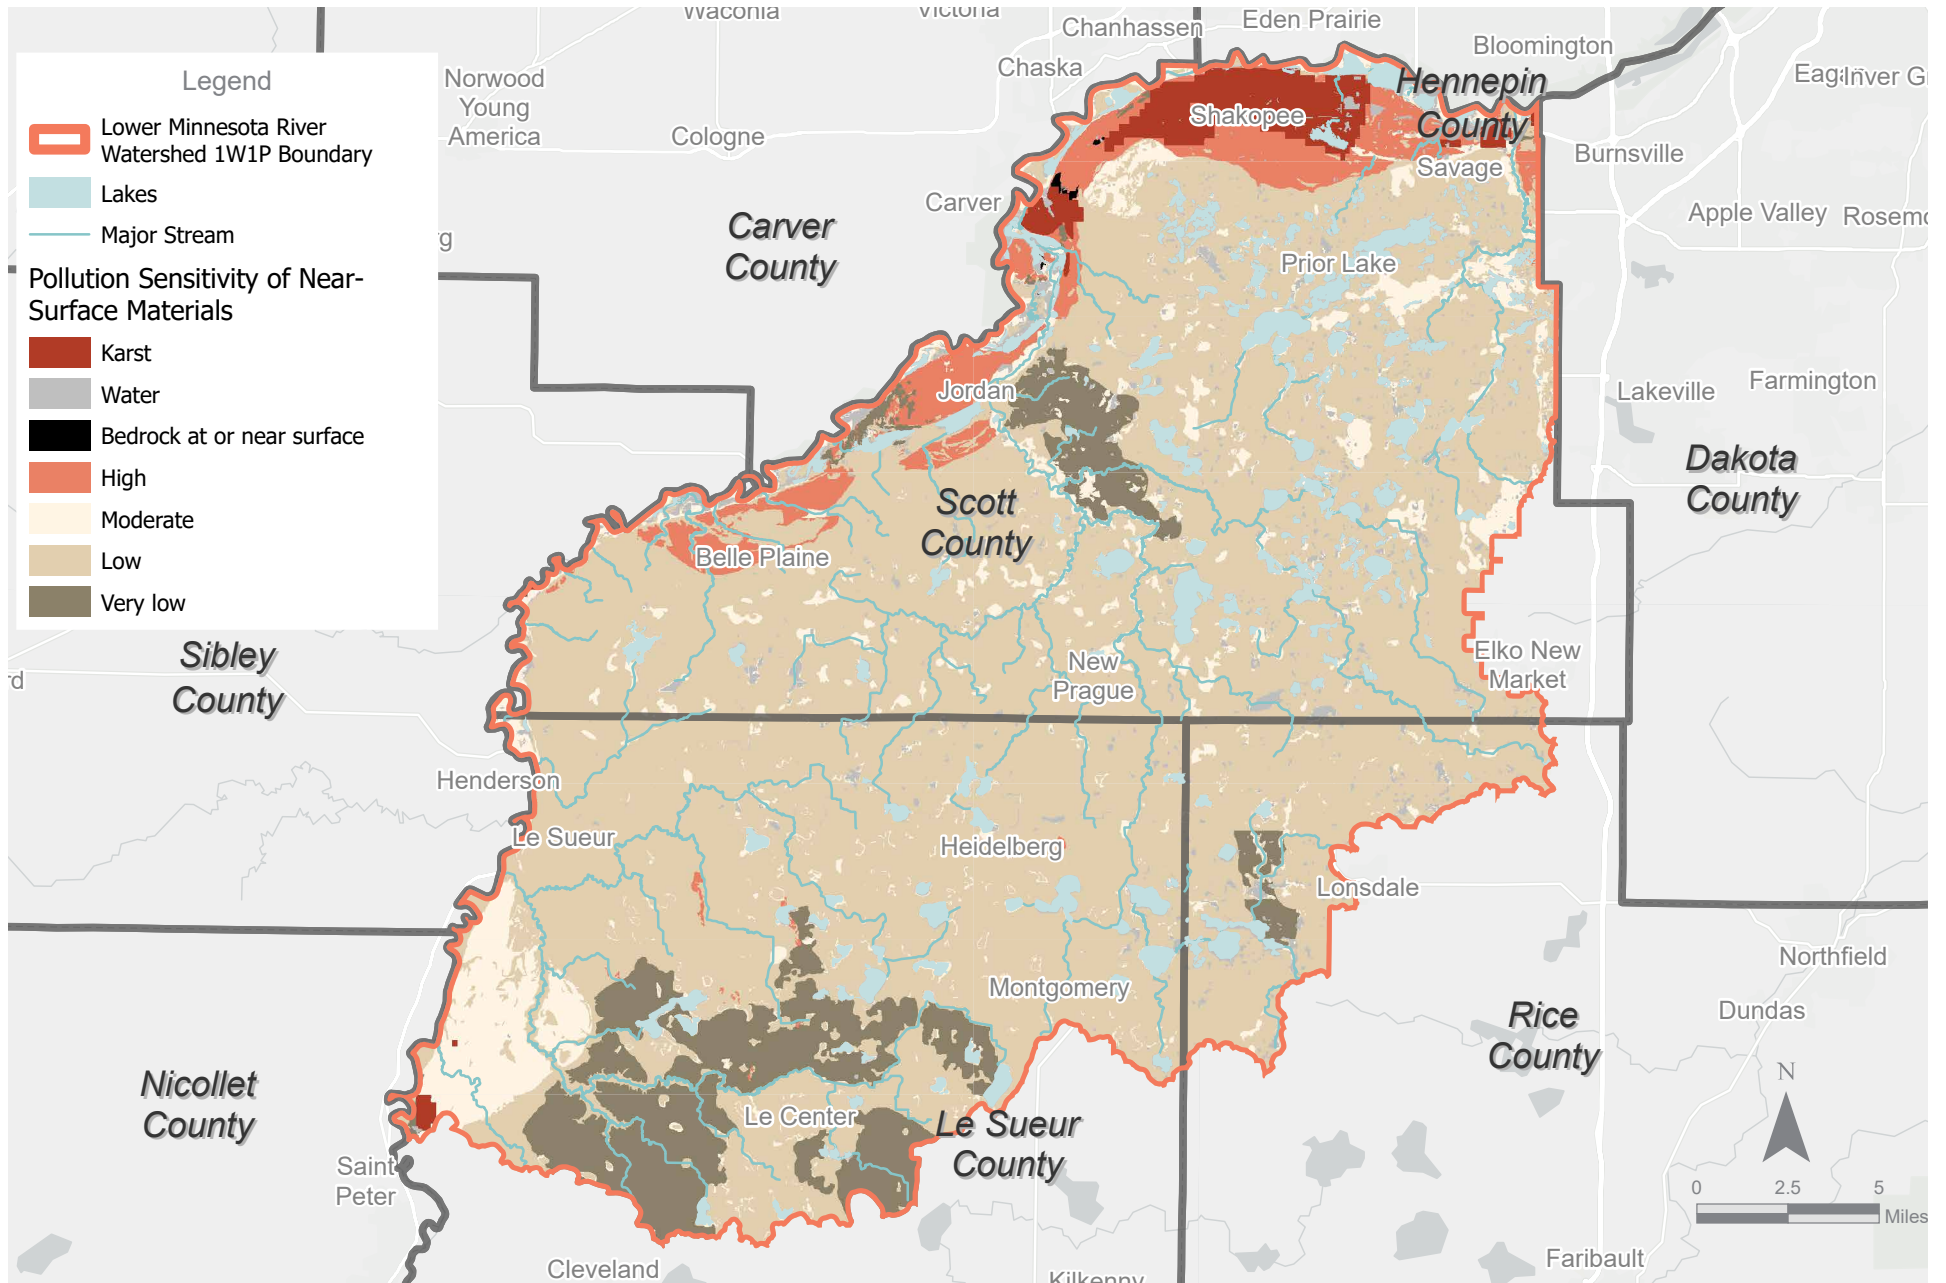 Legend
Lower Minnesota River
Watershed 1W1P Boundary
Lakes
Major Stream
Pollution Sensitivity of Near-
Surface Materials
Karst
Water
Bedrock at or near surface
High
Moderate
Low
Very low
Waconia
Victoria
Chanhassen
Eden Prairie
Bloomington
Chaska
Norwood
Young
America
Cologne
Hennepin
County
Shakopee
Burnsville
Savage
Carver
Apple Valley
Carver
County
Prior Lake
Lakeville
Farmington
Jordan
Dakota
County
Scott
County
Belle Plaine
Sibley
County
New
Prague
Elko New
Market
Henderson
Le Sueur
Heidelberg
Lonsdale
Northfield
Montgomery
Dundas
Rice
County
Nicollet
County
Le Center
Le Sueur
County
Saint
Peter
N
0 2.5 5
Miles
Cleveland
Kilkenny
Faribault